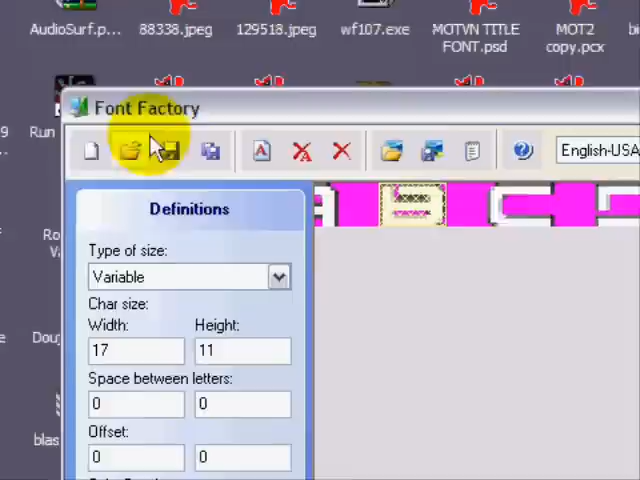 AudioSurf.p...
88338.jpeg
129518.jpeg
wf107.exe
MOTVN TITLE
FONT.psd
MOT2
copy.pcx
Font Factory
Run
English-USA
Definitions
Type of size:
Variable
Char size:
Width:
Height:
17
11
Space between letters:
0
0
Offset:
0
0
blas